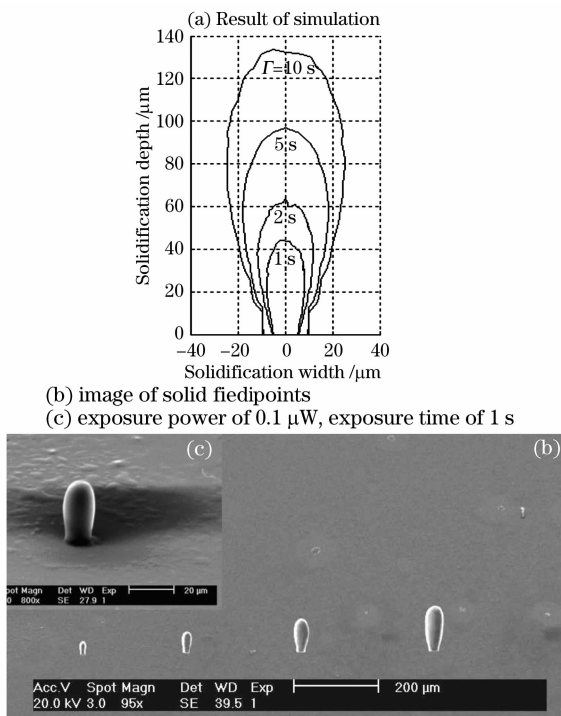 (a) Result of simulation
140
120
100
80
60
40
20
0
Solidification depth /μm
Γ=10 s
5 s
2 s
1 s
−40 −20 0 20 40
Solidification width /μm
(b) image of solid fiedipoints
(c) exposure power of 0.1 μW, exposure time of 1 s
(c)
(b)
pot Magn Det WD Exp 20 μm
0 800x SE 27.9 1
Acc.V Spot Magn Det WD Exp 200 μm
20.0 kV 3.0 95x SE 39.5 1